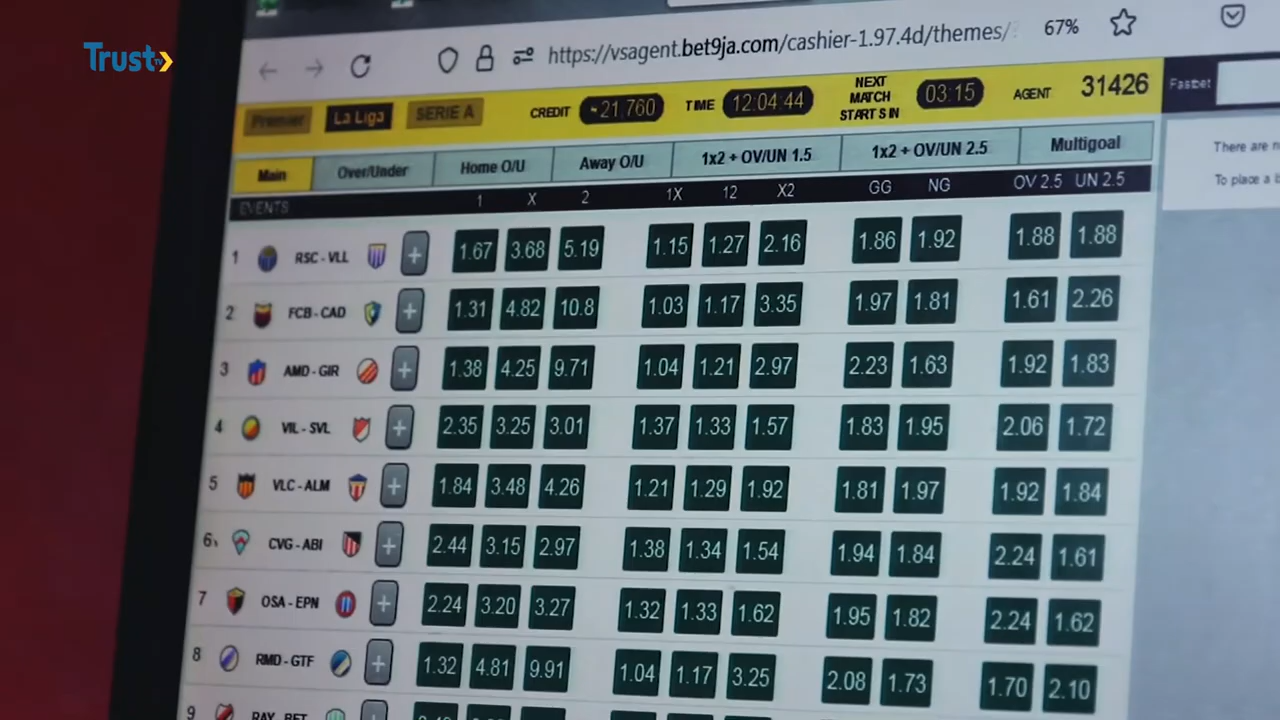 Trust TV
https://vsagent.bet9ja.com/cashier-1.97.4d/themes/ 67%
Premier La Liga SERIE A CREDIT -21,760 TIME 12:04:44 NEXT MATCH STARTS IN 03:15 AGENT 31426 Fastbet
Main Over/Under Home O/U Away O/U 1x2 + OV/UN 1.5 1x2 + OV/UN 2.5 Multigoal
There are
To place a
EVENTS 1 X 2 1X 12 X2 GG NG OV 2.5 UN 2.5
1 RSC - VLL + 1.67 3.68 5.19 1.15 1.27 2.16 1.86 1.92 1.88 1.88
2 FCB - CAD + 1.31 4.82 10.8 1.03 1.17 3.35 1.97 1.81 1.61 2.26
3 AMD - GIR + 1.38 4.25 9.71 1.04 1.21 2.97 2.23 1.63 1.92 1.83
4 VIL - SVL + 2.35 3.25 3.01 1.37 1.33 1.57 1.83 1.95 2.06 1.72
5 VLC - ALM + 1.84 3.48 4.26 1.21 1.29 1.92 1.81 1.97 1.92 1.84
6 CVG - ABI + 2.44 3.15 2.97 1.38 1.34 1.54 1.94 1.84 2.24 1.61
7 OSA - EPN + 2.24 3.20 3.27 1.32 1.33 1.62 1.95 1.82 2.24 1.62
8 RMD - GTF + 1.32 4.81 9.91 1.04 1.17 3.25 2.08 1.73 1.70 2.10
9 RAY - BET